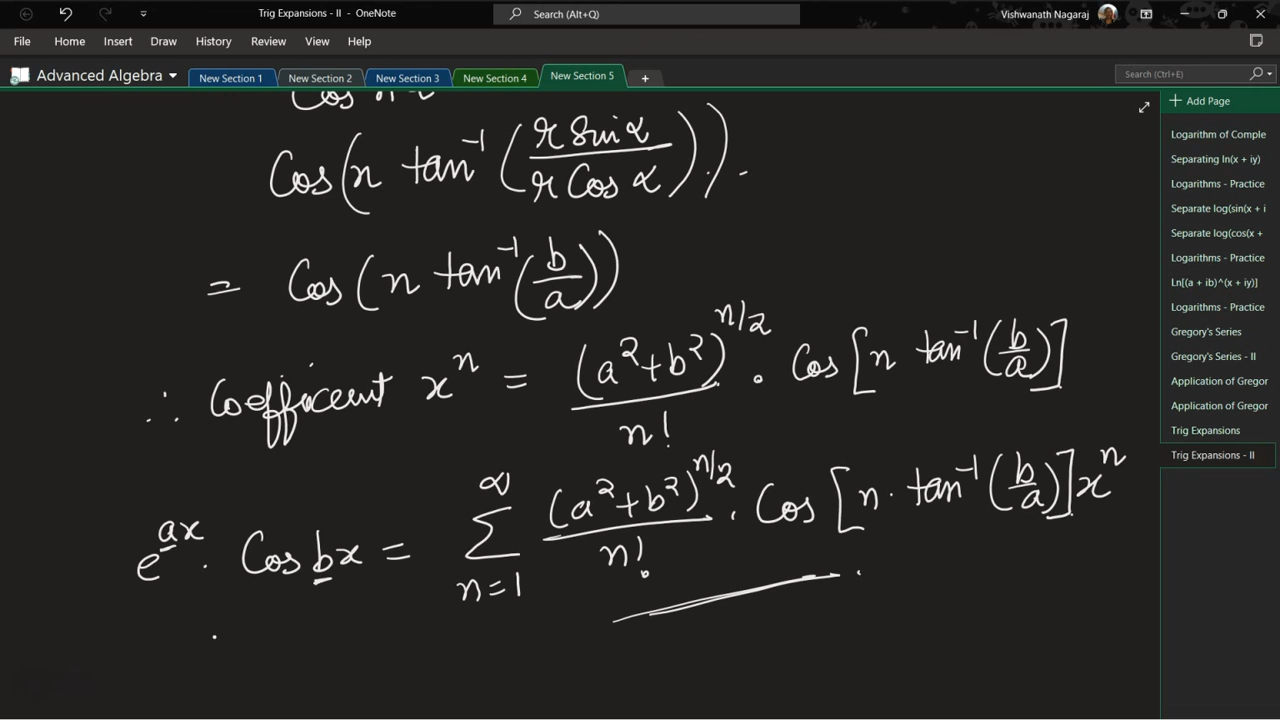 Trig Expansions - II - OneNote
Search (Alt+Q)
Vishwanath Nagaraj
File Home Insert Draw History Review View Help
Advanced Algebra
New Section 1 New Section 2 New Section 3 New Section 4 New Section 5 +
Search (Ctrl+E)
Add Page
Logarithm of Comple
Separating ln(x + iy)
Logarithms - Practice
Separate log(sin(x + i
Separate log(cos(x +
Logarithms - Practice
Ln[(a + ib)^(x + iy)]
Logarithms - Practice
Gregory's Series
Gregory's Series - II
Application of Gregor
Application of Gregor
Trig Expansions
Trig Expansions - II
Cos(n tan⁻¹(r Sin α / r Cos α)).
= Cos(n tan⁻¹(b/a))
∴ Coefficient xⁿ = (a²+b²)^(n/2) / n! . Cos[n tan⁻¹(b/a)]
e^(ax) . Cos bx = ∑_(n=1)^∞ (a²+b²)^(n/2) / n! . Cos[n . tan⁻¹(b/a)] xⁿ